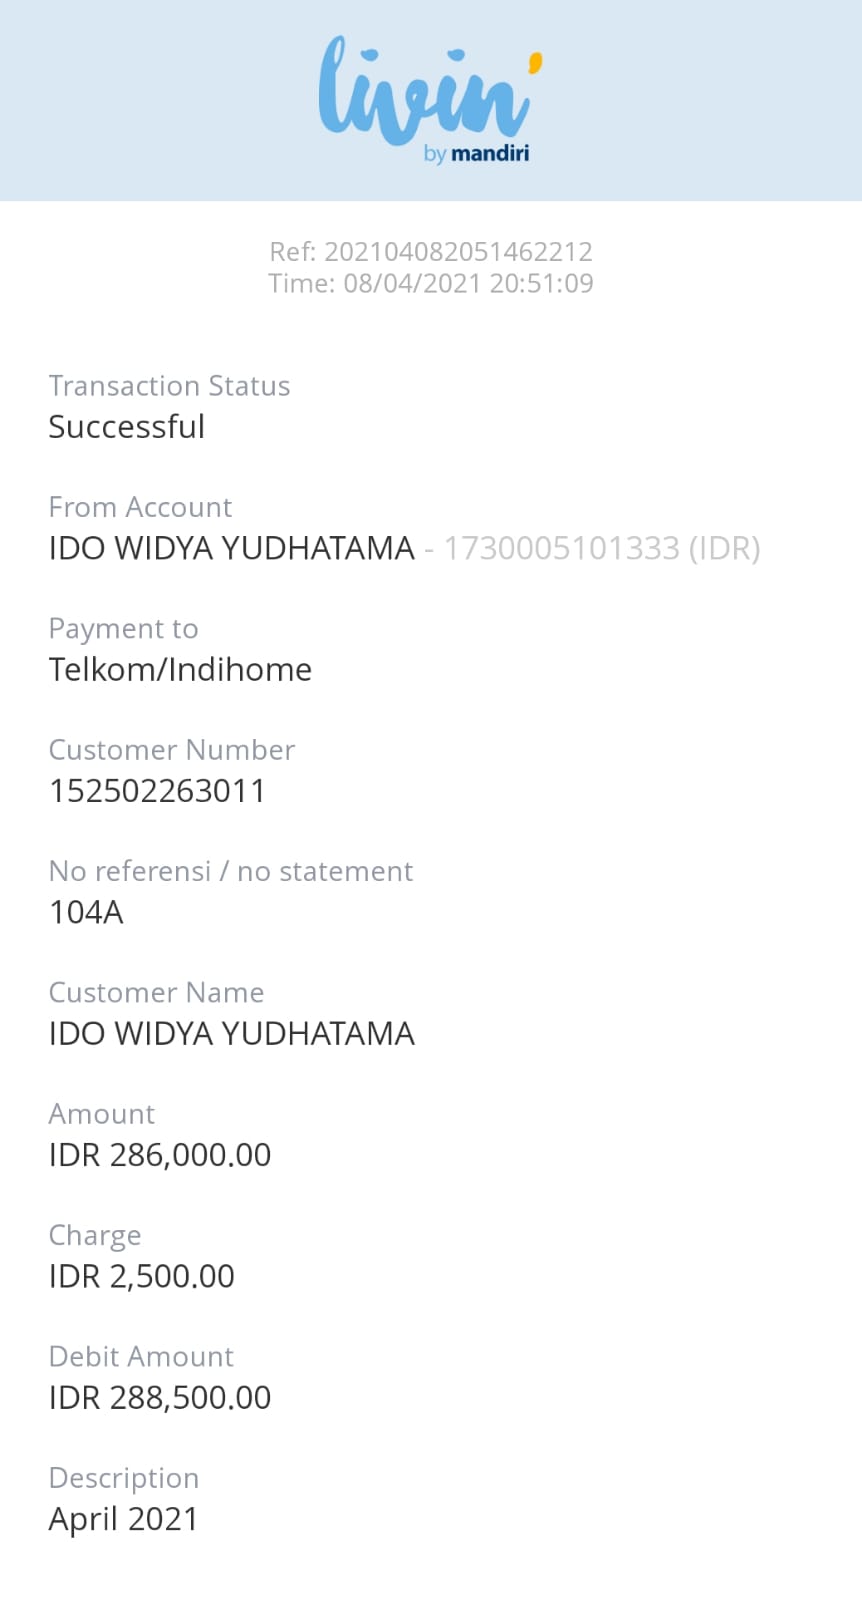 livin'
by mandiri
Ref: 202104082051462212
Time: 08/04/2021 20:51:09
Transaction Status
Successful
From Account
IDO WIDYA YUDHATAMA - 1730005101333 (IDR)
Payment to
Telkom/Indihome
Customer Number
152502263011
No referensi / no statement
104A
Customer Name
IDO WIDYA YUDHATAMA
Amount
IDR 286,000.00
Charge
IDR 2,500.00
Debit Amount
IDR 288,500.00
Description
April 2021